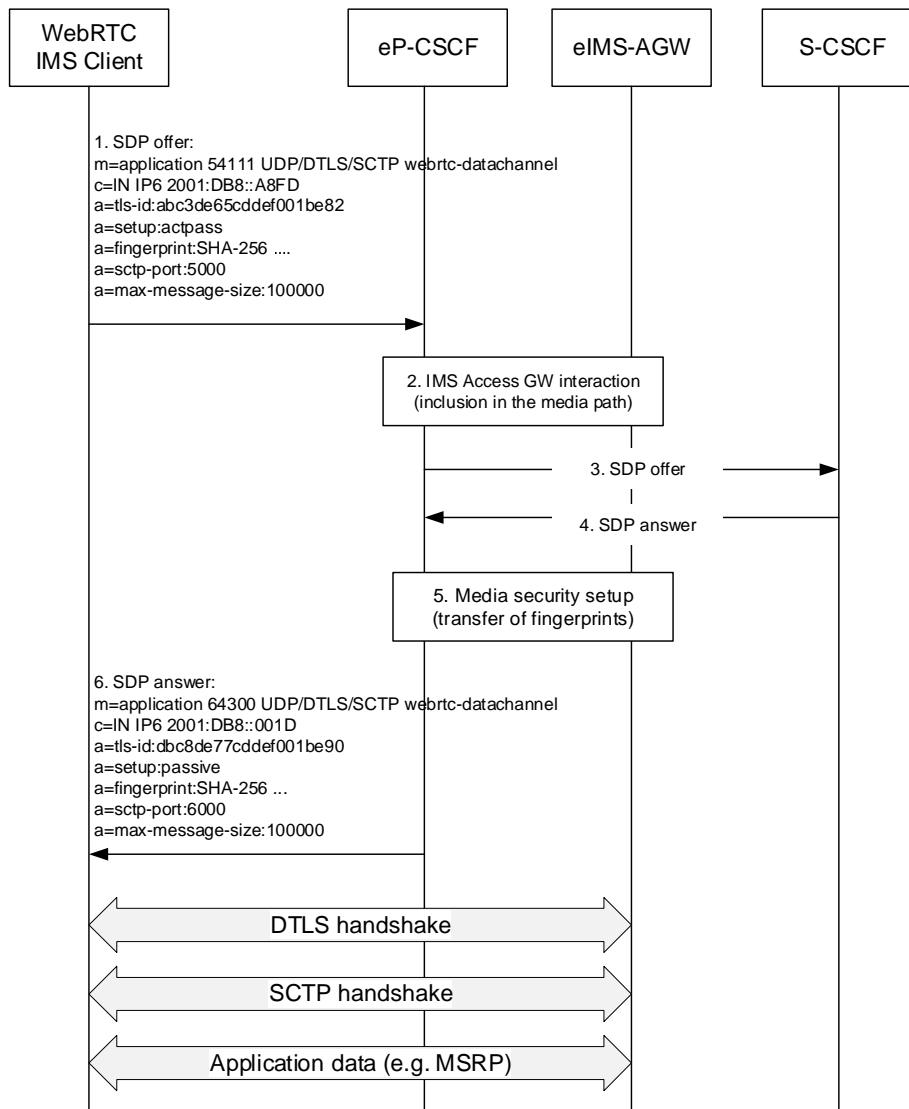 WebRTC
IMS Client
eP-CSCF
eIMS-AGW
S-CSCF
1. SDP offer:
m=application 54111 UDP/DTLS/SCTP webrtc-datachannel
c=IN IP6 2001:DB8::A8FD
a=tls-id:abc3de65cddef001be82
a=setup:actpass
a=fingerprint:SHA-256 ....
a=sctp-port:5000
a=max-message-size:100000
2. IMS Access GW interaction
(inclusion in the media path)
3. SDP offer
4. SDP answer
5. Media security setup
(transfer of fingerprints)
6. SDP answer:
m=application 64300 UDP/DTLS/SCTP webrtc-datachannel
c=IN IP6 2001:DB8::001D
a=tls-id:dbc8de77cddef001be90
a=setup:passive
a=fingerprint:SHA-256 ...
a=sctp-port:6000
a=max-message-size:100000
DTLS handshake
SCTP handshake
Application data (e.g. MSRP)